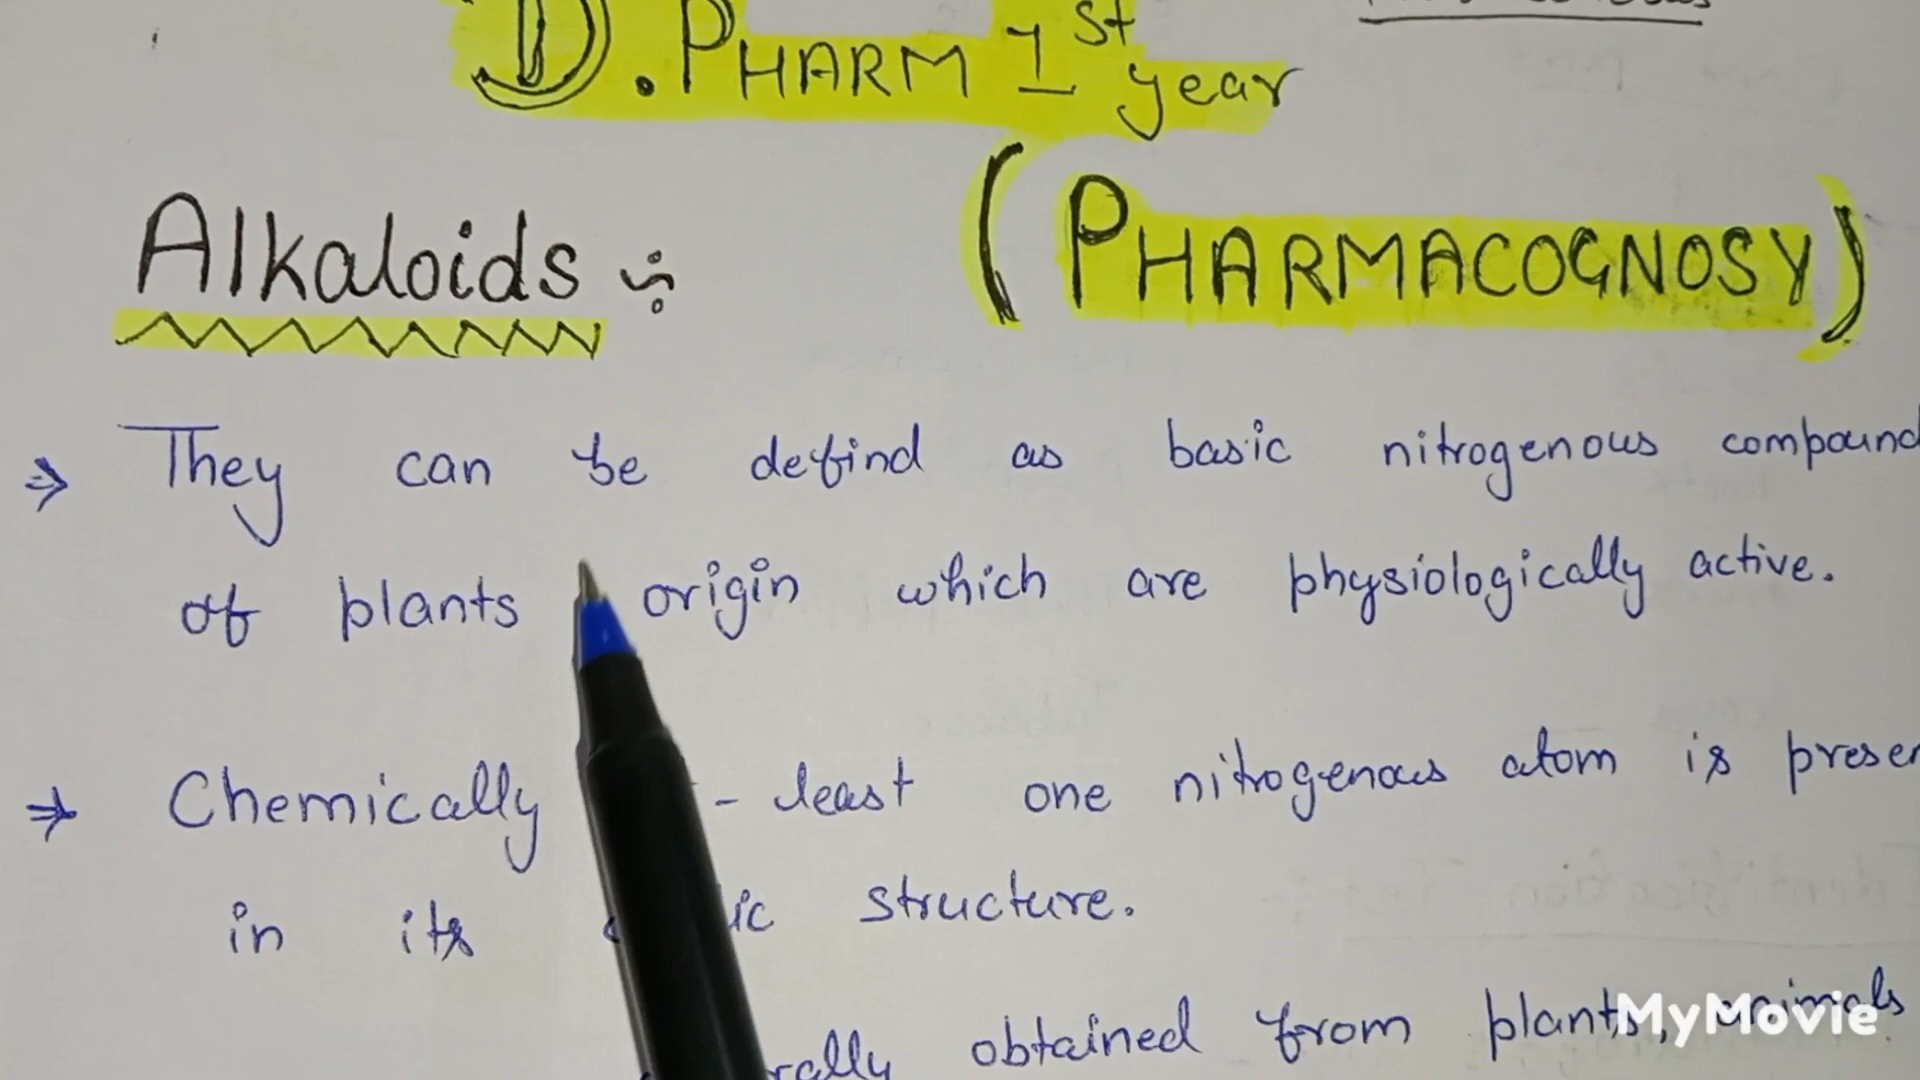 D.PHARM 1st year
Alkaloids :-
(PHARMACOGNOSY)
⇒ They can be defind as basic nitrogenous compound
of plants origin which are physiologically active.
⇒ Chemically - least one nitrogenous atom is presen
in its structure.
obtained from plants, animals
MyMovie